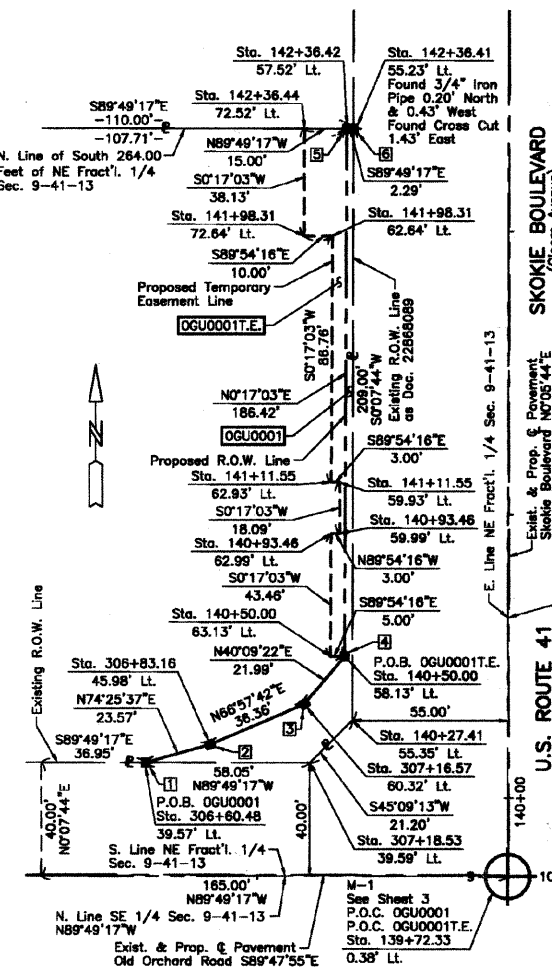 Sta. 142+36.42
57.52' Lt.
Sta. 142+36.41
55.23' Lt.
Found 3/4" Iron
Pipe 0.20' North
& 0.43' West
Found Cross Cut
1.43' East
S89°49'17"E
-110.00'-
-107.71'-
Sta. 142+36.44
72.52' Lt.
N. Line of South 264.00
Feet of NE Fract'l. 1/4
Sec. 9-41-13
N89°49'17"W
15.00'
5
6
S0°17'03"W
38.13'
S89°49'17"E
2.29'
Sta. 141+98.31
72.64' Lt.
Sta. 141+98.31
62.64' Lt.
S89°54'16"E
10.00'
Proposed Temporary
Easement Line
0GU0001T.E.
S0°17'03"W
86.76'
209.00'
S0°07'44"W
Existing R.O.W. Line
as Doc. 22868089
E. Line NE Fract'l. 1/4 Sec. 9-41-13
Exist. & Prop. ℄ Pavement
Skokie Boulevard N0°05'44"E
SKOKIE BOULEVARD
N
N0°17'03"E
186.42'
0GU0001
Proposed R.O.W. Line
S89°54'16"E
3.00'
Sta. 141+11.55
62.93' Lt.
Sta. 141+11.55
59.93' Lt.
S0°17'03"W
18.09'
Sta. 140+93.46
59.99' Lt.
Sta. 140+93.46
62.99' Lt.
N89°54'16"W
3.00'
S0°17'03"W
43.46'
S89°54'16"E
5.00'
Sta. 140+50.00
63.13' Lt.
4
N40°09'22"E
21.99'
P.O.B. 0GU0001T.E.
Sta. 140+50.00
58.13' Lt.
Existing R.O.W. Line
Sta. 306+83.16
45.98' Lt.
N74°25'37"E
23.57'
N66°57'42"E
36.36'
3
55.00'
U.S. ROUTE 41
S89°49'17"E
36.95'
2
Sta. 140+27.41
55.35' Lt.
1
58.05'
N89°49'17"W
Sta. 307+16.57
60.32' Lt.
P.O.B. 0GU0001
Sta. 306+60.48
39.57' Lt.
S45°09'13"W
21.20'
40.00'
N0°07'44"E
40.00'
Sta. 307+18.53
39.59' Lt.
140+00
S. Line NE Fract'l. 1/4
Sec. 9-41-13
165.00'
N89°49'17"W
N. Line SE 1/4 Sec. 9-41-13
N89°49'17"W
M-1
See Sheet 3
P.O.C. 0GU0001
P.O.C. 0GU0001T.E.
Sta. 139+72.33
0.38' Lt.
10
Exist. & Prop. ℄ Pavement
Old Orchard Road S89°47'55"E